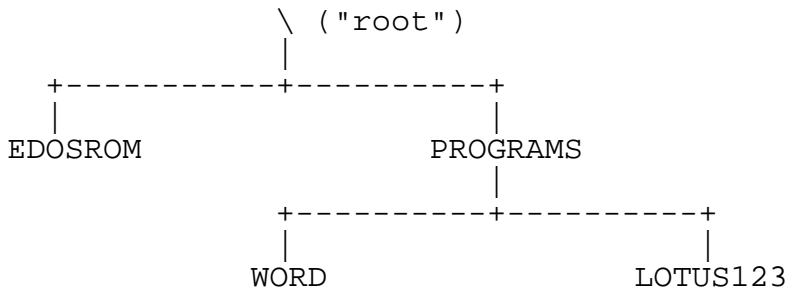 \ ("root")
|
+-----------+----------+
| |
EDOSROM PROGRAMS
|
+----------+----------+
| |
WORD LOTUS123